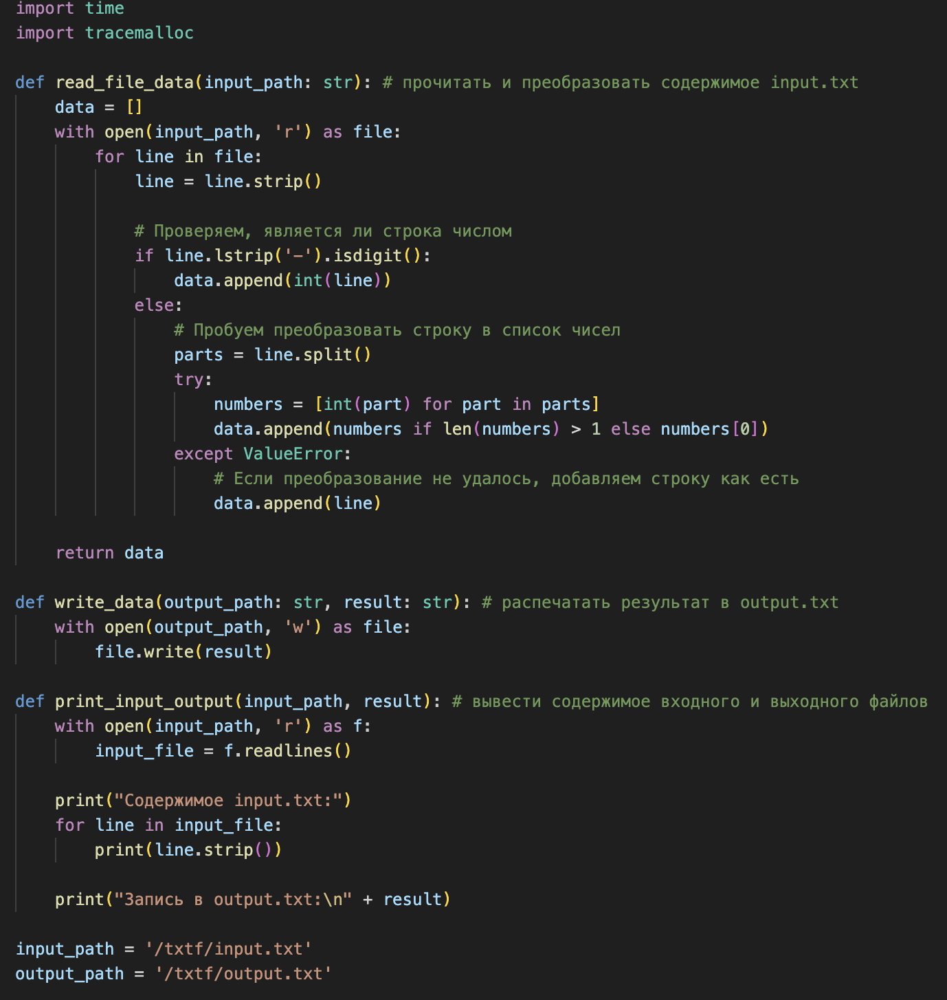 import time
import tracemalloc

def read_file_data(input_path: str): # прочитать и преобразовать содержимое input.txt
    data = []
    with open(input_path, 'r') as file:
        for line in file:
            line = line.strip()

            # Проверяем, является ли строка числом
            if line.lstrip('-').isdigit():
                data.append(int(line))
            else:
                # Пробуем преобразовать строку в список чисел
                parts = line.split()
                try:
                    numbers = [int(part) for part in parts]
                    data.append(numbers if len(numbers) > 1 else numbers[0])
                except ValueError:
                    # Если преобразование не удалось, добавляем строку как есть
                    data.append(line)

    return data

def write_data(output_path: str, result: str): # распечатать результат в output.txt
    with open(output_path, 'w') as file:
        file.write(result)

def print_input_output(input_path, result): # вывести содержимое входного и выходного файлов
    with open(input_path, 'r') as f:
        input_file = f.readlines()

    print("Содержимое input.txt:")
    for line in input_file:
        print(line.strip())

    print("Запись в output.txt:\n" + result)

input_path = '/txtf/input.txt'
output_path = '/txtf/output.txt'